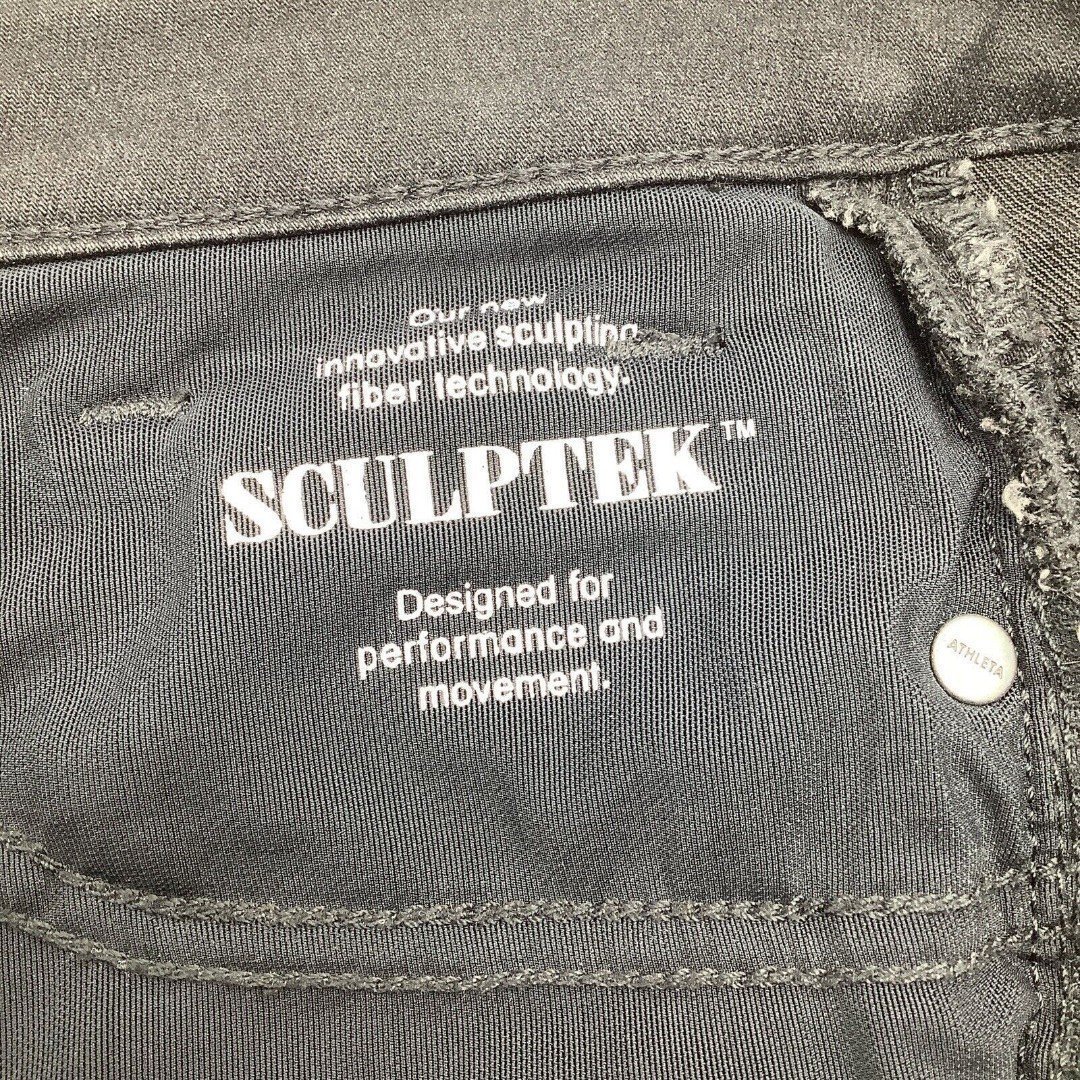 Our new
innovative sculpting
fiber technology.
SCULPTEK™
Designed for
performance and
movement.
ATHLETA